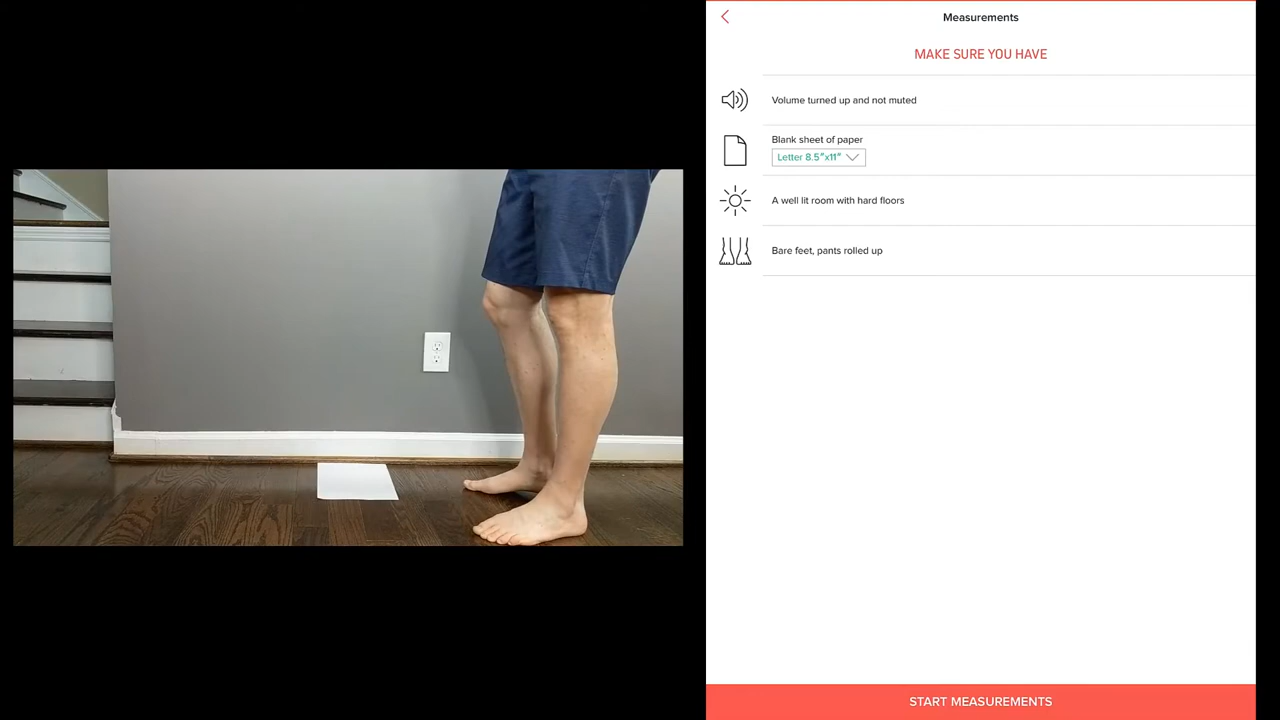 Measurements
MAKE SURE YOU HAVE
Volume turned up and not muted
Blank sheet of paper
Letter 8.5"x11"
A well lit room with hard floors
Bare feet, pants rolled up
START MEASUREMENTS